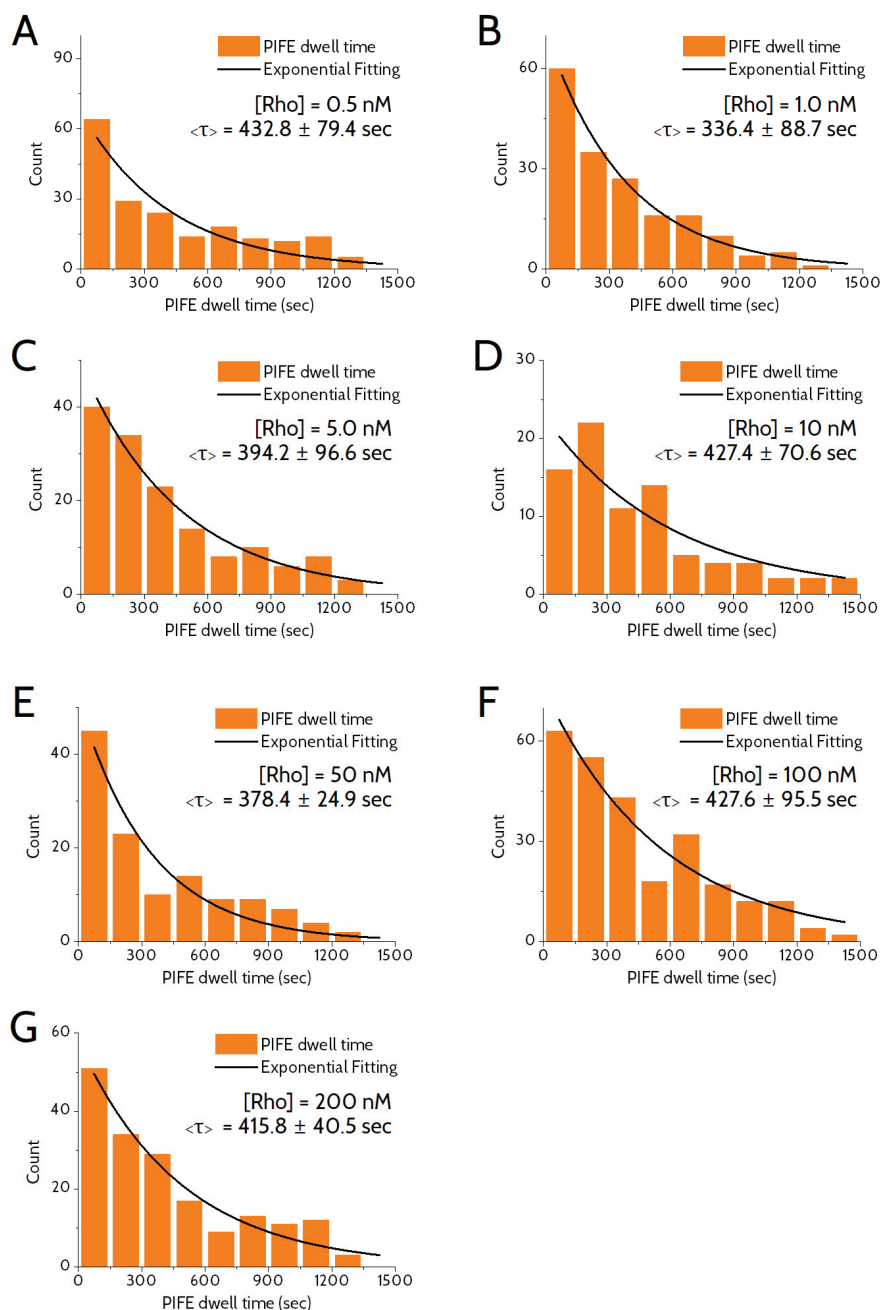 A
90
60
30
0
Count
0 300 600 900 1200 1500
PIFE dwell time (sec)
PIFE dwell time
Exponential Fitting
[Rho] = 0.5 nM
<τ> = 432.8 ± 79.4 sec
B
60
30
0
Count
0 300 600 900 1200 1500
PIFE dwell time (sec)
PIFE dwell time
Exponential Fitting
[Rho] = 1.0 nM
<τ> = 336.4 ± 88.7 sec
C
40
20
0
Count
0 300 600 900 1200 1500
PIFE dwell time (sec)
PIFE dwell time
Exponential Fitting
[Rho] = 5.0 nM
<τ> = 394.2 ± 96.6 sec
D
30
20
10
0
Count
0 300 600 900 1200 1500
PIFE dwell time (sec)
PIFE dwell time
Exponential Fitting
[Rho] = 10 nM
<τ> = 427.4 ± 70.6 sec
E
40
20
0
Count
0 300 600 900 1200 1500
PIFE dwell time (sec)
PIFE dwell time
Exponential Fitting
[Rho] = 50 nM
<τ> = 378.4 ± 24.9 sec
F
60
30
0
Count
0 300 600 900 1200 1500
PIFE dwell time (sec)
PIFE dwell time
Exponential Fitting
[Rho] = 100 nM
<τ> = 427.6 ± 95.5 sec
G
60
40
20
0
Count
0 300 600 900 1200 1500
PIFE dwell time (sec)
PIFE dwell time
Exponential Fitting
[Rho] = 200 nM
<τ> = 415.8 ± 40.5 sec